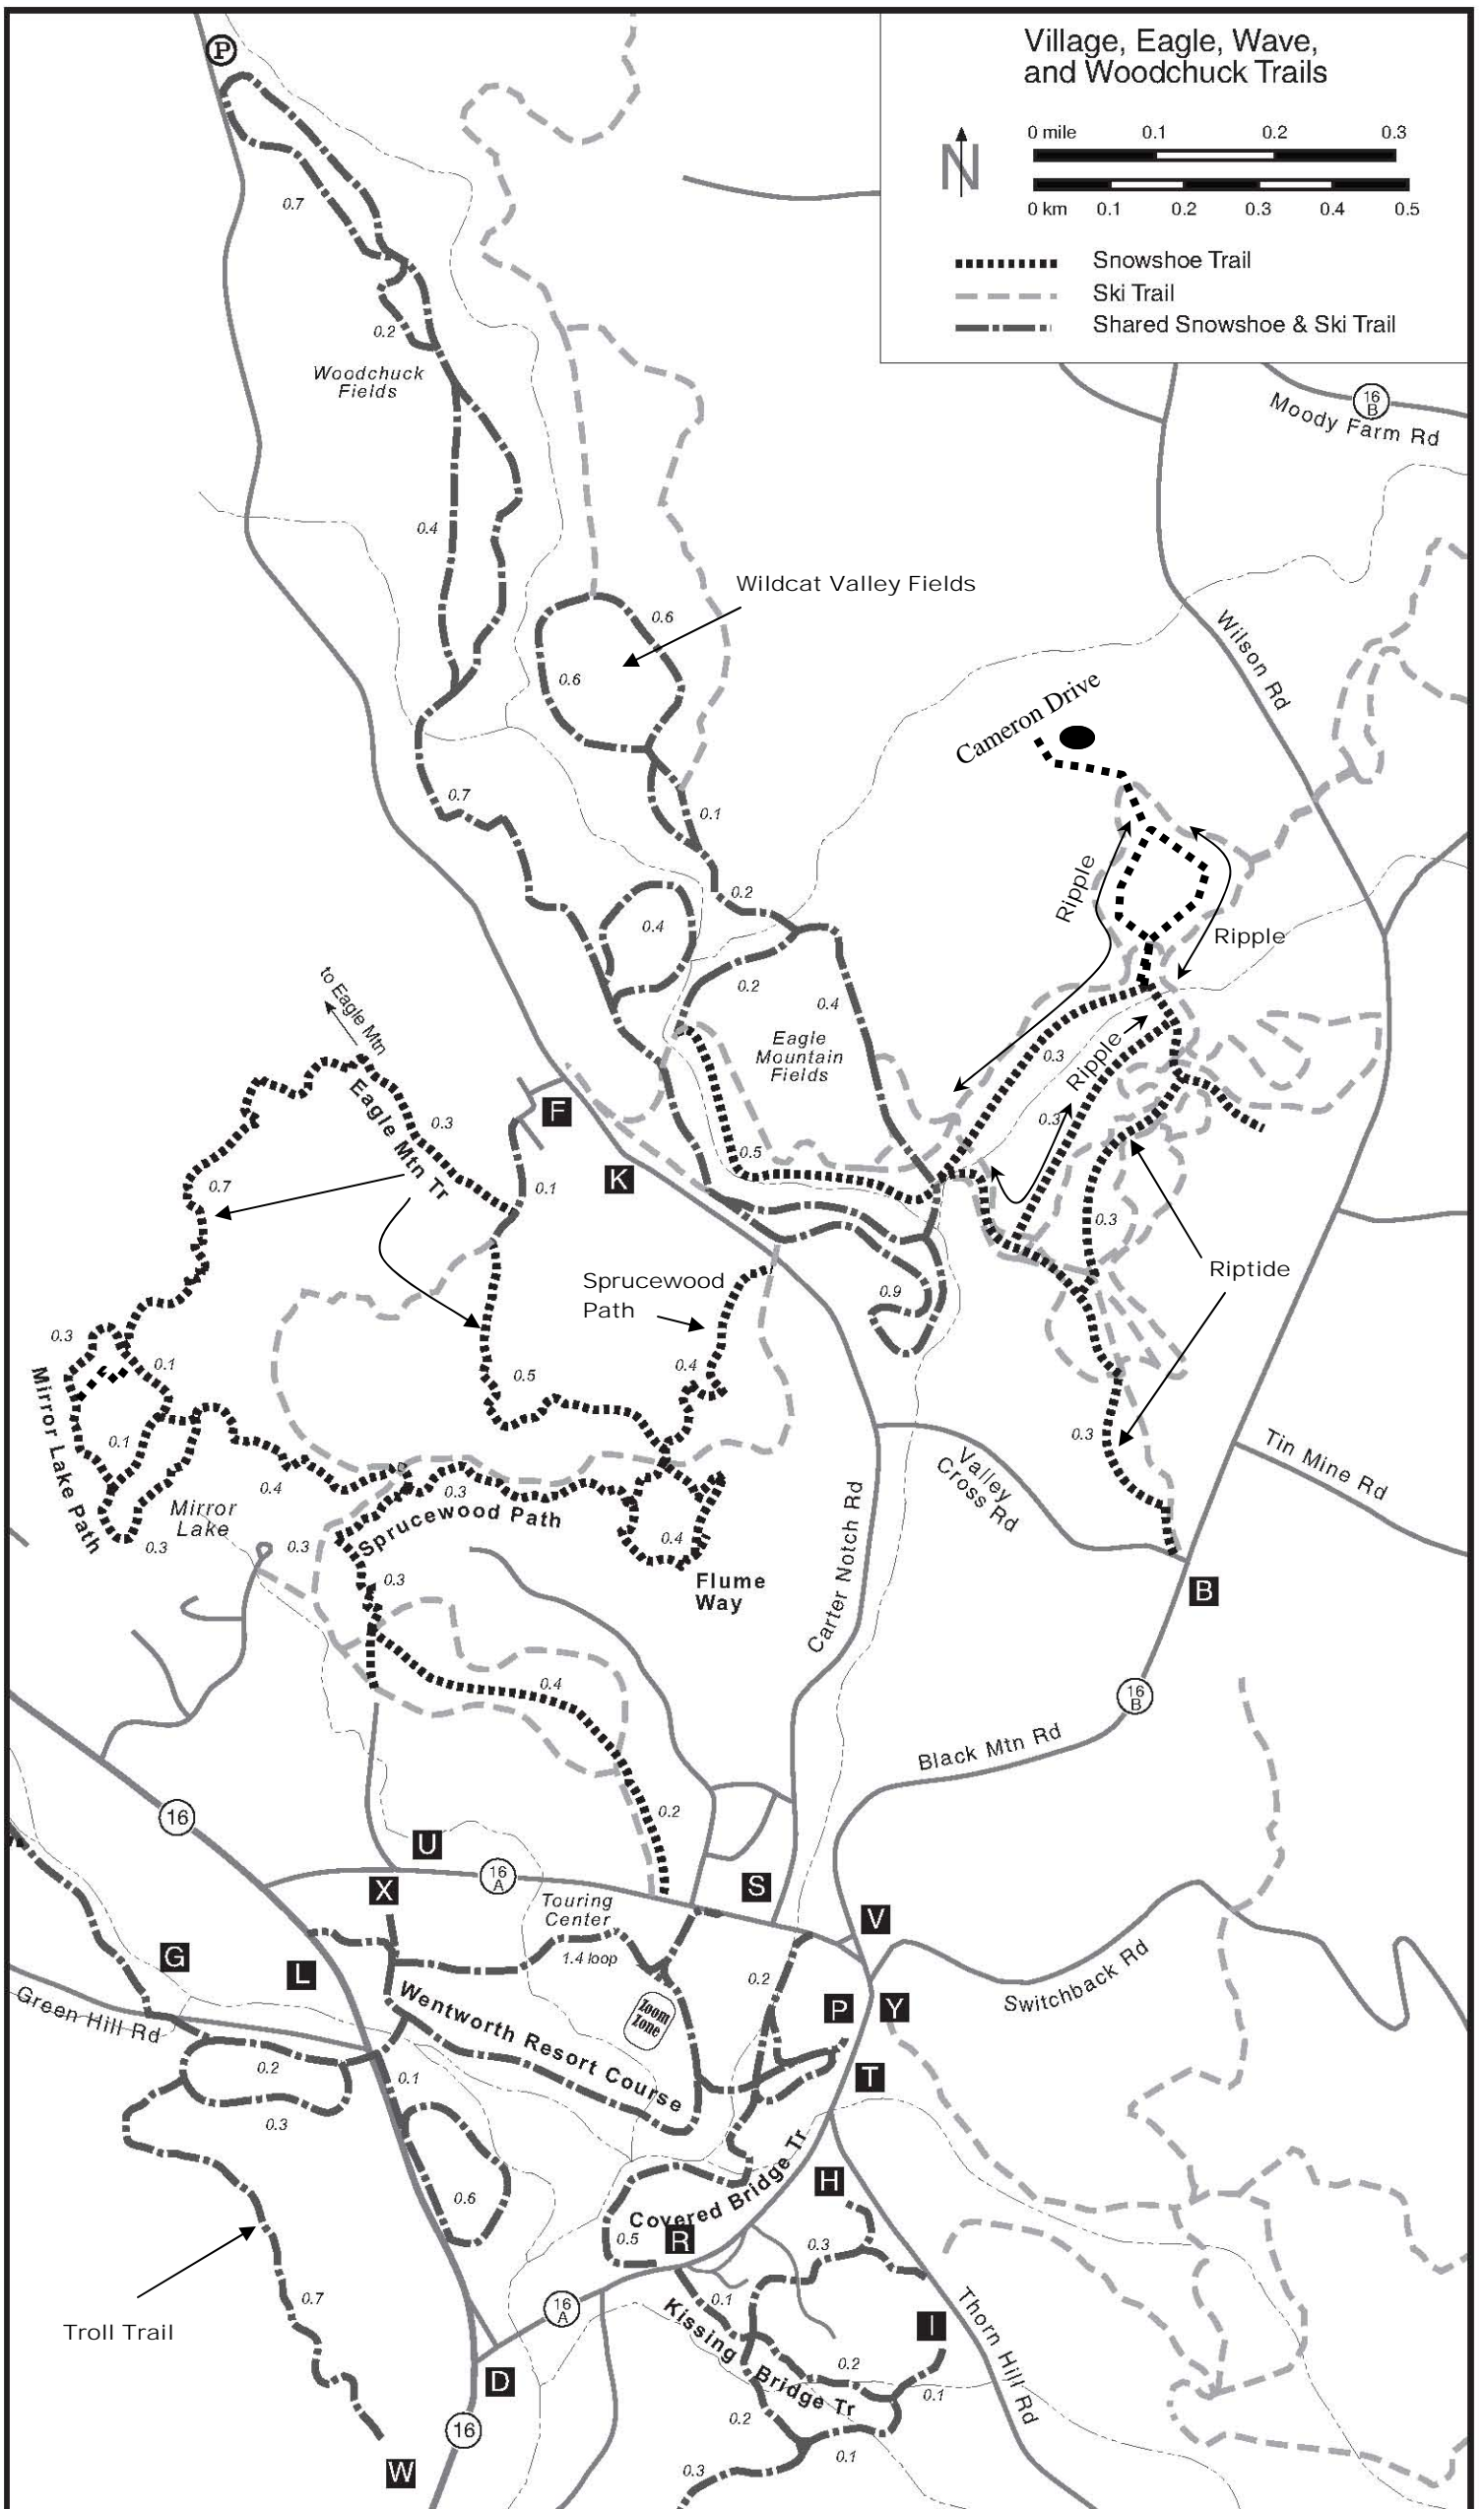 P
Village, Eagle, Wave,
and Woodchuck Trails
N
0 mile 0.1 0.2 0.3
0 km 0.1 0.2 0.3 0.4 0.5
Snowshoe Trail
Ski Trail
Shared Snowshoe & Ski Trail
0.7
0.2
Woodchuck
Fields
16
B
Moody Farm Rd
0.4
Wildcat Valley Fields
0.6
0.6
Wilson Rd
Cameron Drive
0.7
0.1
0.2
0.4
Ripple
Ripple
0.2
0.4
Eagle
Mountain
Fields
0.3
Ripple
0.3
to Eagle Mtn
Eagle Mtn Tr
0.3
F
K
0.5
0.1
0.7
0.3
Riptide
Sprucewood
Path
0.9
0.3
0.1
0.5
0.4
Mirror Lake Path
0.1
0.4
0.3
Mirror
Lake
0.3
0.3
Sprucewood Path
0.3
0.4
Flume
Way
0.3
Valley
Cross Rd
Tin Mine Rd
Carter Notch Rd
B
0.3
0.4
16
B
Black Mtn Rd
16
0.2
U
16
A
X
S
Touring
Center
V
G
L
1.4 loop
0.2
Green Hill Rd
Wentworth Resort Course
Zoom
Zone
P
Y
Switchback Rd
T
0.2
0.1
0.3
0.6
Covered Bridge Tr
H
0.5
R
0.3
0.7
Troll Trail
16
A
0.1
Kissing Bridge Tr
I
Thorn Hill Rd
D
0.2
0.1
0.2
0.1
16
W
0.3